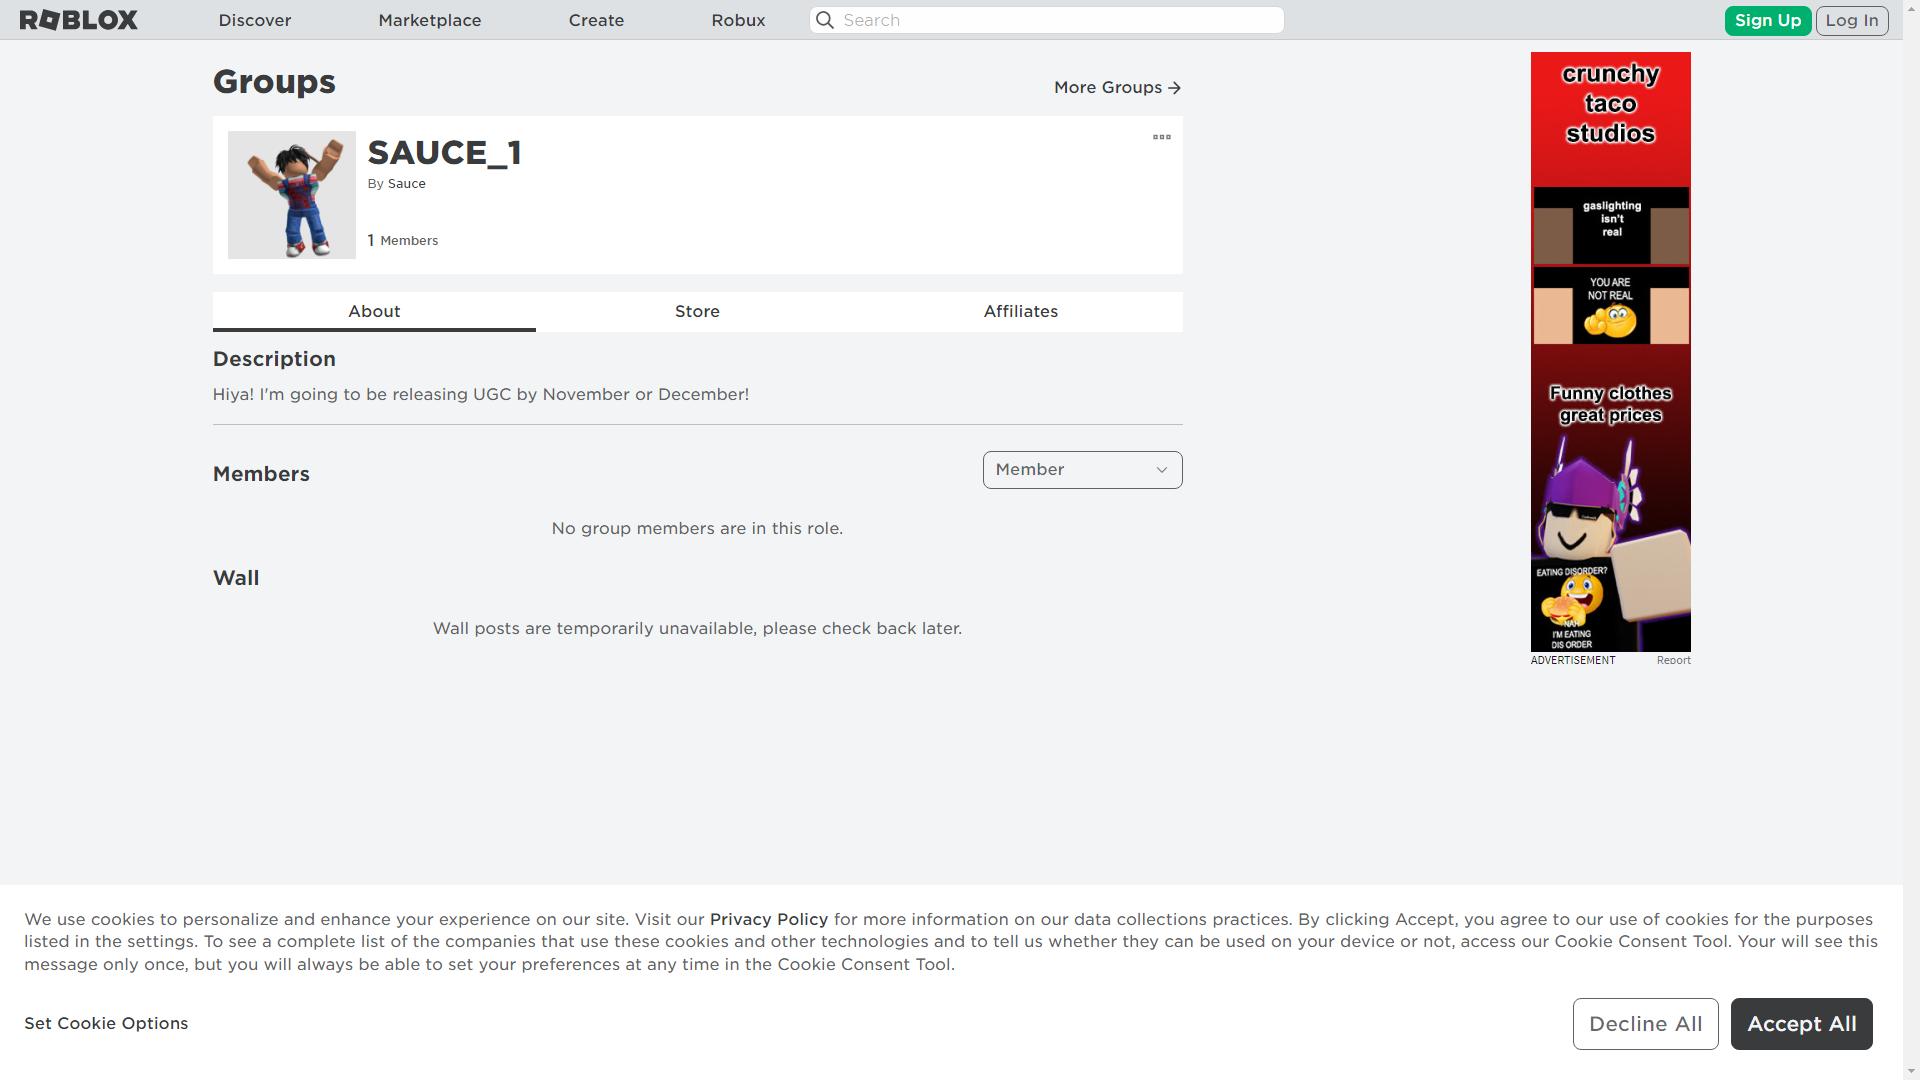 ROBLOX
Discover
Marketplace
Create
Robux
Search
Sign Up
Log In
Groups
More Groups
SAUCE_1
By Sauce
1 Members
About
Store
Affiliates
Description
Hiya! I'm going to be releasing UGC by November or December!
Members
Member
No group members are in this role.
Wall
Wall posts are temporarily unavailable, please check back later.
crunchy
taco
studios
gaslighting
isn't
real
YOU ARE
NOT REAL
Funny clothes
great prices
EATING DISORDER?
NAH
I'M EATING
DIS ORDER
ADVERTISEMENT
Report
We use cookies to personalize and enhance your experience on our site. Visit our Privacy Policy for more information on our data collections practices. By clicking Accept, you agree to our use of cookies for the purposes
listed in the settings. To see a complete list of the companies that use these cookies and other technologies and to tell us whether they can be used on your device or not, access our Cookie Consent Tool. Your will see this
message only once, but you will always be able to set your preferences at any time in the Cookie Consent Tool.
Set Cookie Options
Decline All
Accept All